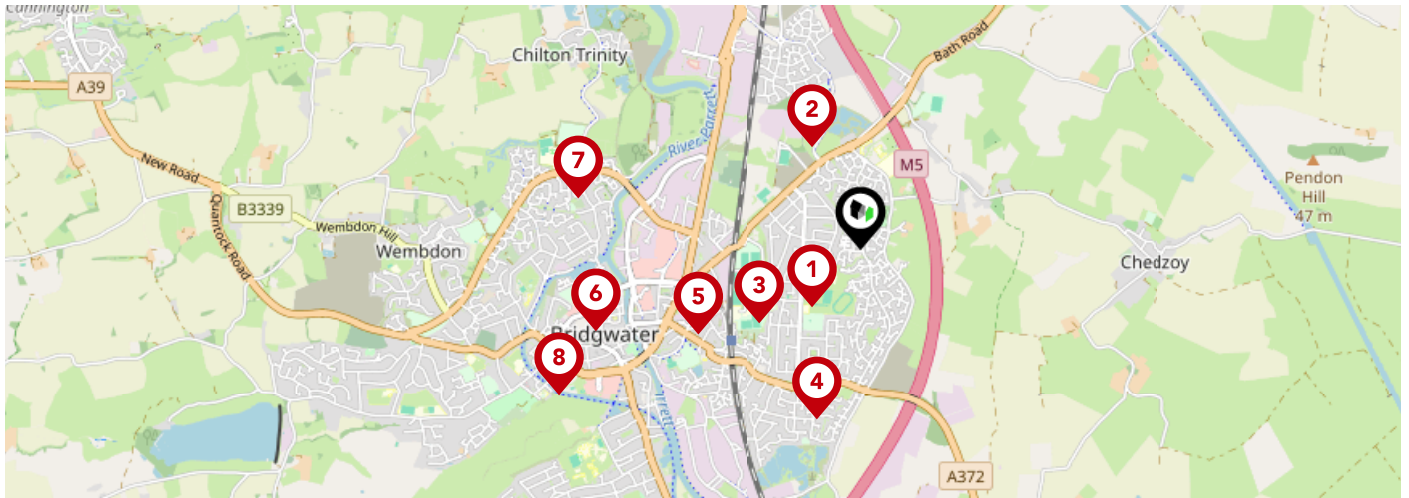 Cannington
Chilton Trinity
Bath Road
A39
2
River Parrett
New Road
7
M5
Pendon
Hill
47 m
B3339
Quantock Road
Wembdon Hill
Wembdon
Chedzoy
1
3
6
5
Bridgwater
8
4
A372